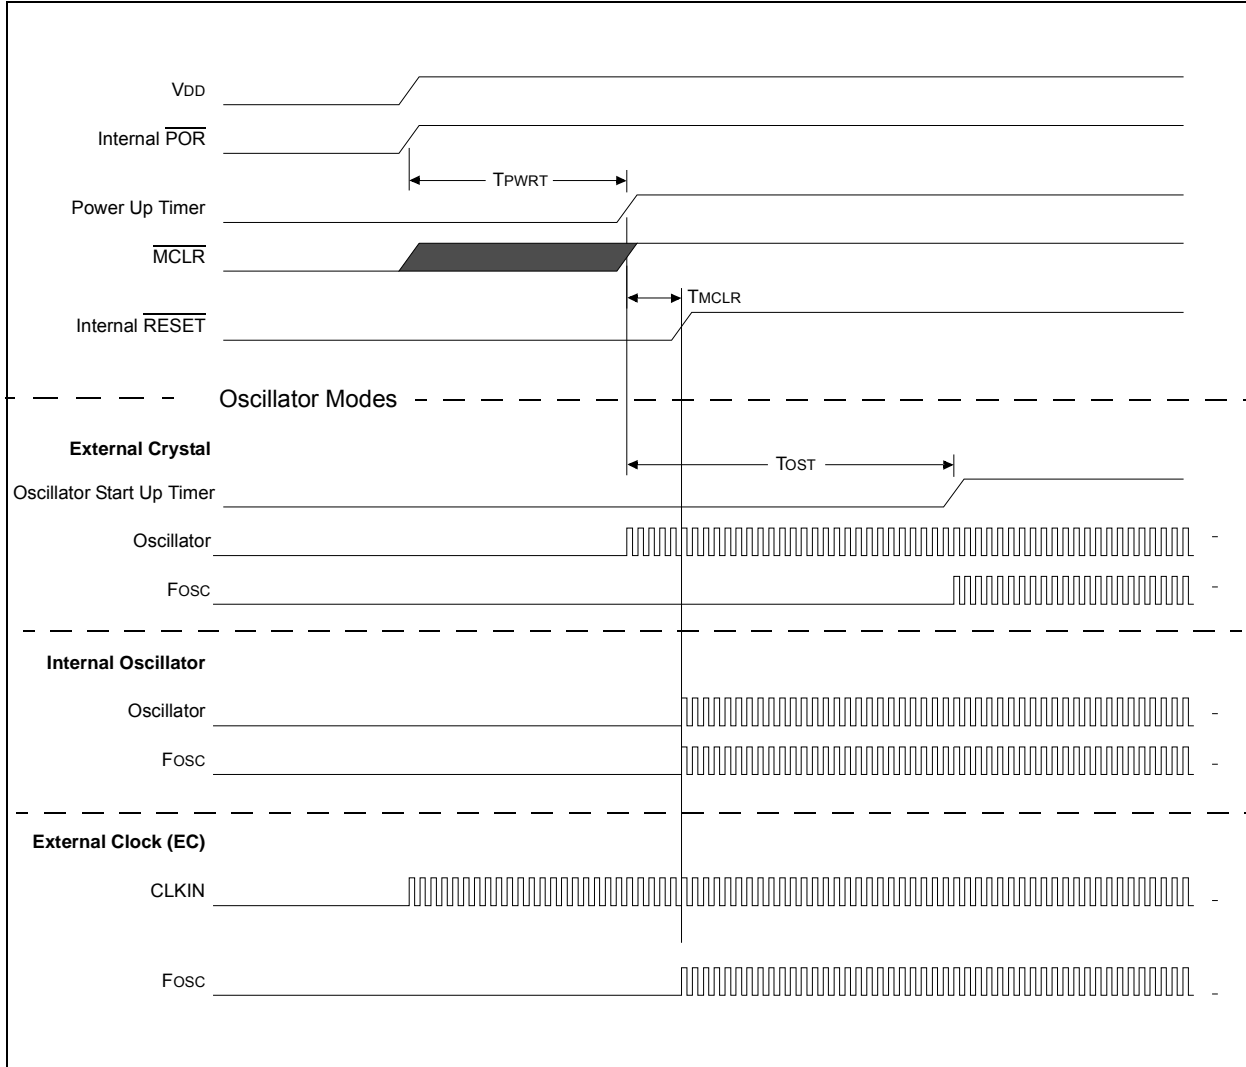 VDD
Internal POR
TPWRT
Power Up Timer
MCLR
TMCLR
Internal RESET
Oscillator Modes
External Crystal
TOST
Oscillator Start Up Timer
Oscillator
FOSC
Internal Oscillator
Oscillator
FOSC
External Clock (EC)
CLKIN
FOSC